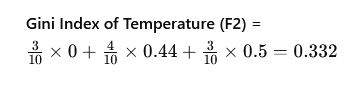 Gini Index of Temperature (F2) =
3/10 × 0 + 4/10 × 0.44 + 3/10 × 0.5 = 0.332